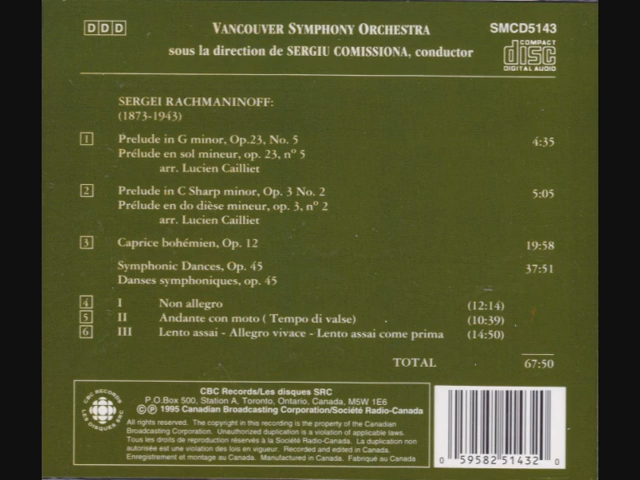 DDD
VANCOUVER SYMPHONY ORCHESTRA
SMCD5143
sous la direction de SERGIU COMISSIONA, conductor
COMPACT
disc
DIGITAL AUDIO
SERGEI RACHMANINOFF:
(1873-1943)
1 Prelude in G minor, Op.23, No. 5 4:35
Prélude en sol mineur, op. 23, nº 5
arr. Lucien Cailliet
2 Prelude in C Sharp minor, Op. 3 No. 2 5:05
Prélude en do dièse mineur, op. 3, nº 2
arr. Lucien Cailliet
3 Caprice bohémien, Op. 12 19:58
Symphonic Dances, Op. 45 37:51
Danses symphoniques, op. 45
4 I Non allegro (12:14)
5 II Andante con moto ( Tempo di valse) (10:39)
6 III Lento assai - Allegro vivace - Lento assai come prima (14:50)
TOTAL 67:50
CBC RECORDS
LES DISQUES SRC
CBC Records/Les disques SRC
P.O.Box 500, Station A, Toronto, Ontario, Canada, M5W 1E6
©℗ 1995 Canadian Broadcasting Corporation/Société Radio-Canada
All rights reserved. The copyright in this recording is the property of the Canadian
Broadcasting Corporation. Unauthorized duplication is a violation of applicable laws.
Tous les droits de reproduction réservés à la Société Radio-Canada. La duplication non
autorisée est une violation des lois en vigueur. Recorded and edited in Canada.
Enregistrement et montage au Canada. Manufactured in Canada. Fabriqué au Canada
0 59582 51432 0